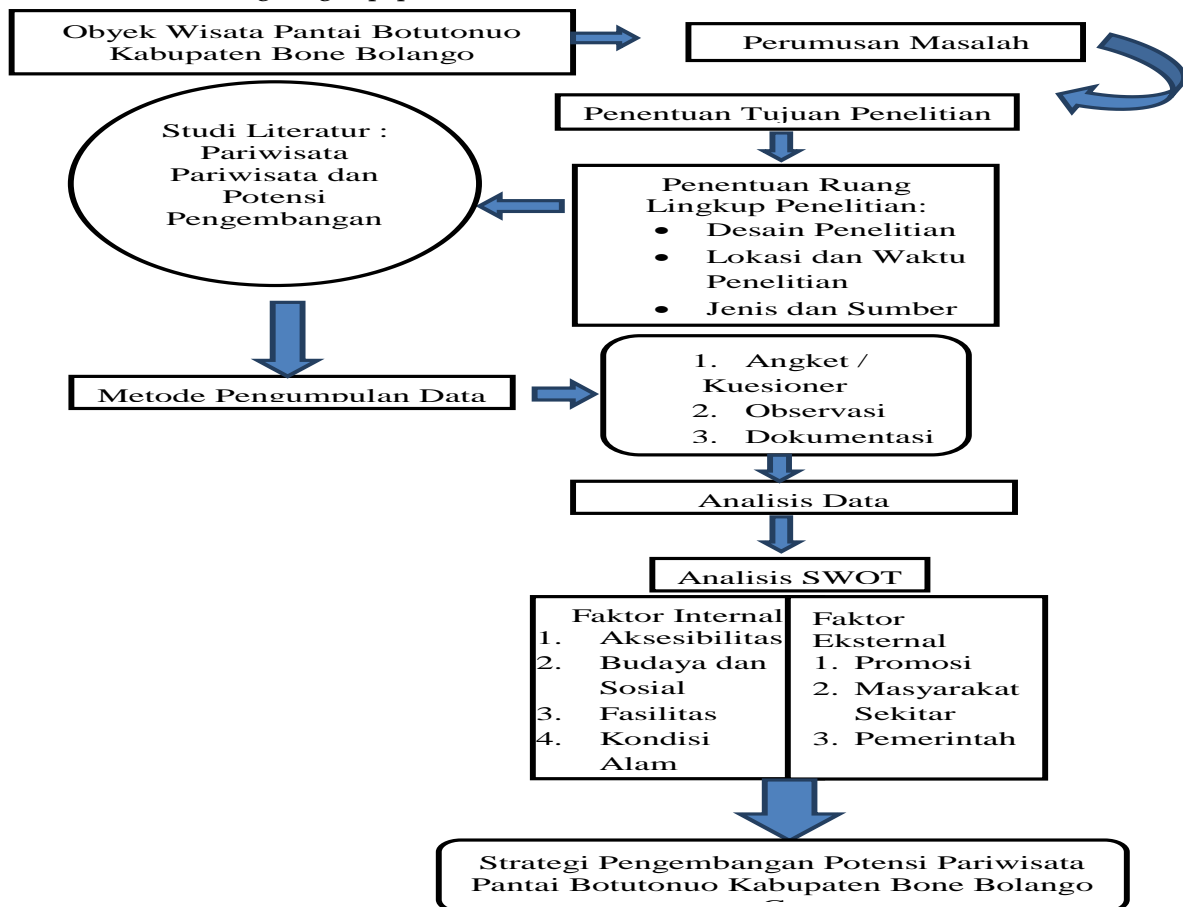 Obyek Wisata Pantai Botutonuo
Kabupaten Bone Bolango
Perumusan Masalah
Penentuan Tujuan Penelitian
Penentuan Ruang
Lingkup Penelitian:
• Desain Penelitian
• Lokasi dan Waktu
Penelitian
• Jenis dan Sumber
Studi Literatur :
Pariwisata
Pariwisata dan
Potensi
Pengembangan
Metode Pengumpulan Data
1. Angket /
Kuesioner
2. Observasi
3. Dokumentasi
Analisis Data
Analisis SWOT
Faktor Internal
1. Aksesibilitas
2. Budaya dan
Sosial
3. Fasilitas
4. Kondisi
Alam
Faktor
Eksternal
1. Promosi
2. Masyarakat
Sekitar
3. Pemerintah
Strategi Pengembangan Potensi Pariwisata
Pantai Botutonuo Kabupaten Bone Bolango